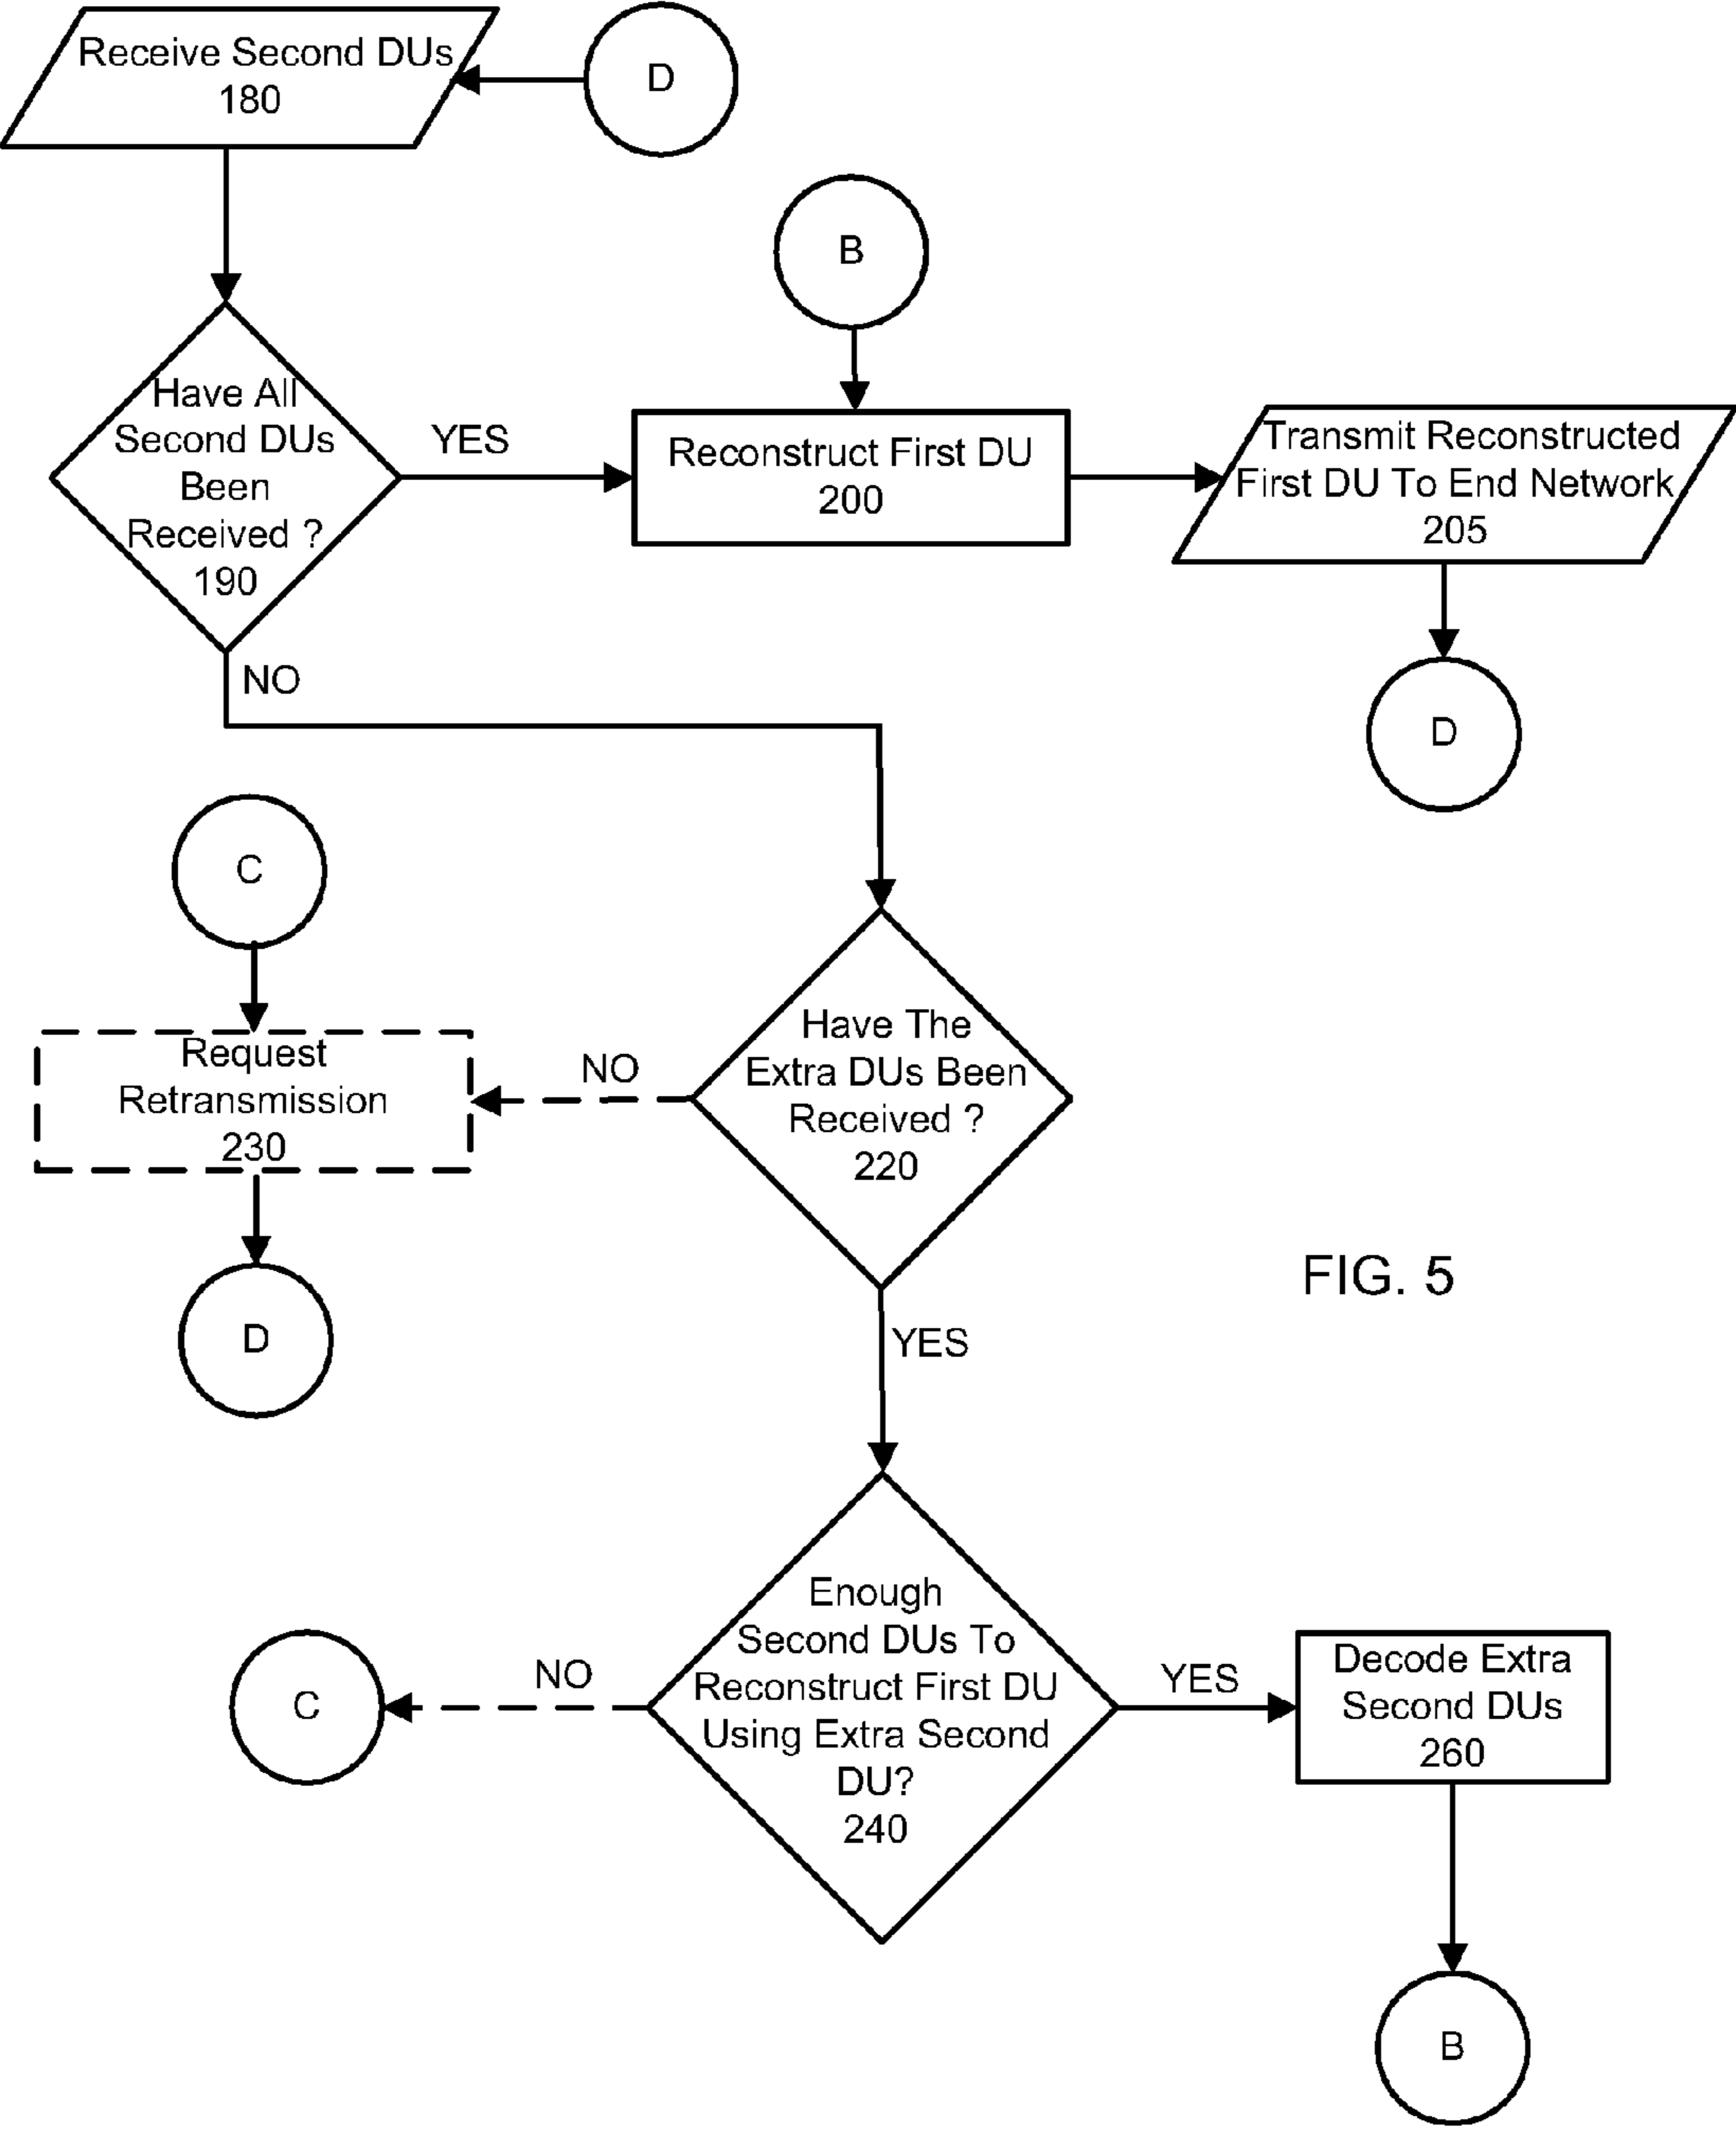 Receive Second DUs
180
D
B
Have All
Second DUs
Been
Received ?
190
YES
Reconstruct First DU
200
Transmit Reconstructed
First DU To End Network
205
NO
D
C
Request
Retransmission
230
NO
Have The
Extra DUs Been
Received ?
220
D
FIG. 5
YES
Enough
Second DUs To
Reconstruct First DU
Using Extra Second
DU?
240
NO
C
YES
Decode Extra
Second DUs
260
B